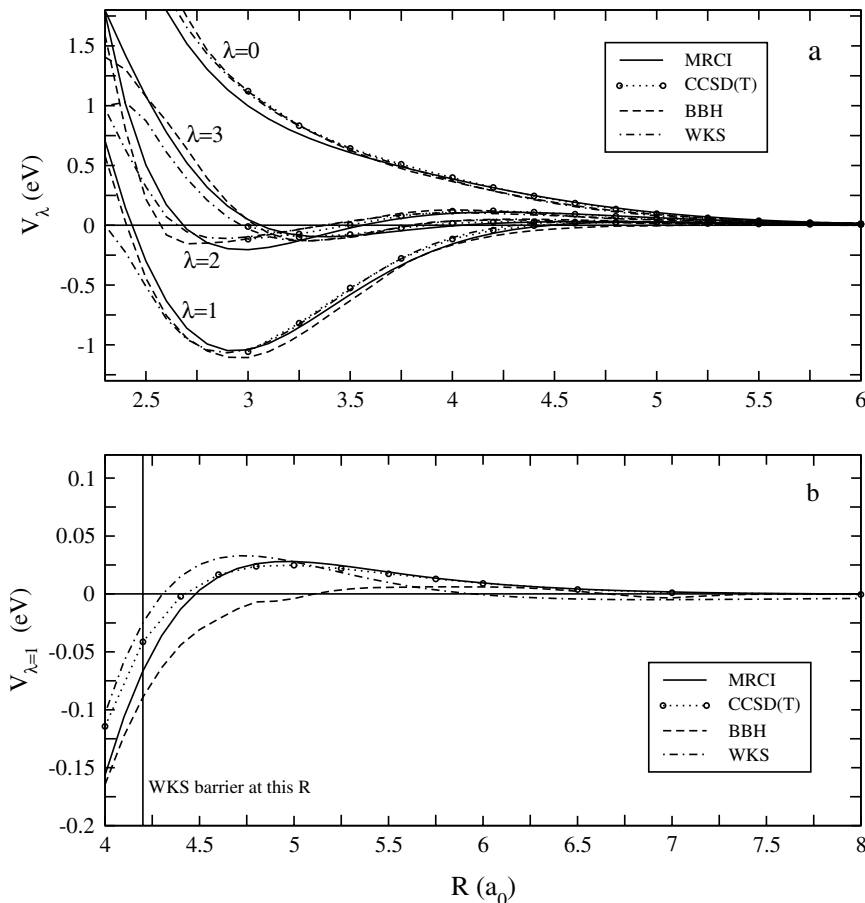 1.5
1
0.5
0
-0.5
-1
V_λ (eV)
a
λ=0
λ=3
λ=2
λ=1
MRCI
CCSD(T)
BBH
WKS
2.5 3 3.5 4 4.5 5 5.5 6
0.1
0.05
0
-0.05
-0.1
-0.15
-0.2
V_λ=1 (eV)
b
MRCI
CCSD(T)
BBH
WKS
WKS barrier at this R
4 4.5 5 5.5 6 6.5 7 7.5 8
R (a_0)